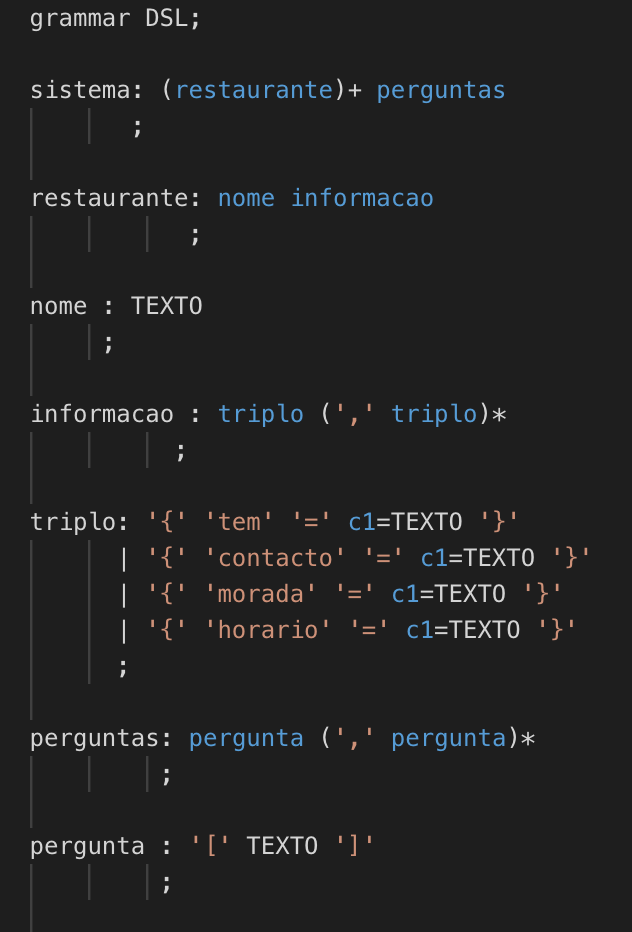 grammar DSL;
sistema: (restaurante)+ perguntas
;
restaurante: nome informacao
;
nome : TEXTO
;
informacao : triplo (',' triplo)*
;
triplo: '{' 'tem' '=' c1=TEXTO '}'
| '{' 'contacto' '=' c1=TEXTO '}'
| '{' 'morada' '=' c1=TEXTO '}'
| '{' 'horario' '=' c1=TEXTO '}'
;
perguntas: pergunta (',' pergunta)*
;
pergunta : '[' TEXTO ']'
;